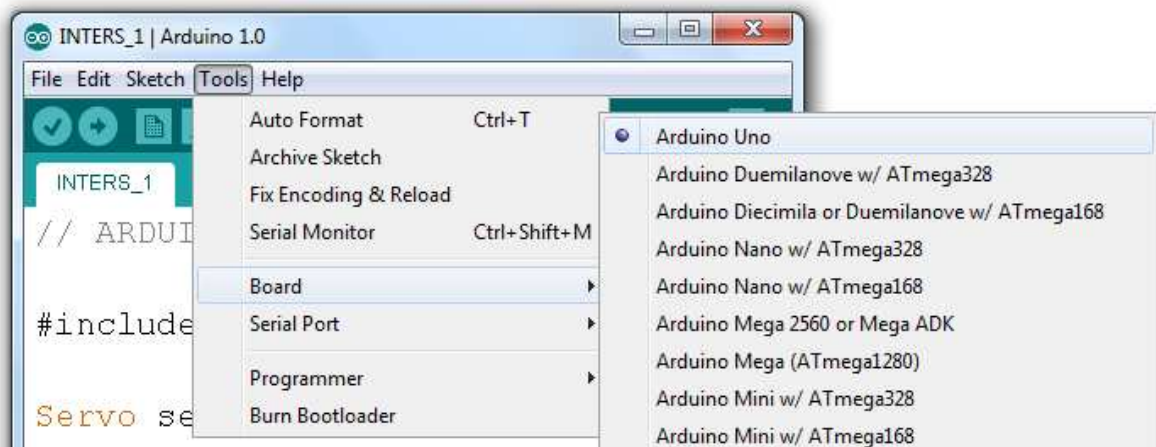 INTERS_1 | Arduino 1.0
File Edit Sketch Tools Help
Auto Format Ctrl+T
Archive Sketch
Fix Encoding & Reload
Serial Monitor Ctrl+Shift+M
Board
Serial Port
Programmer
Burn Bootloader
Arduino Uno
Arduino Duemilanove w/ ATmega328
Arduino Diecimila or Duemilanove w/ ATmega168
Arduino Nano w/ ATmega328
Arduino Nano w/ ATmega168
Arduino Mega 2560 or Mega ADK
Arduino Mega (ATmega1280)
Arduino Mini w/ ATmega328
Arduino Mini w/ ATmega168
INTERS_1
// ARDUI
#include
Servo se